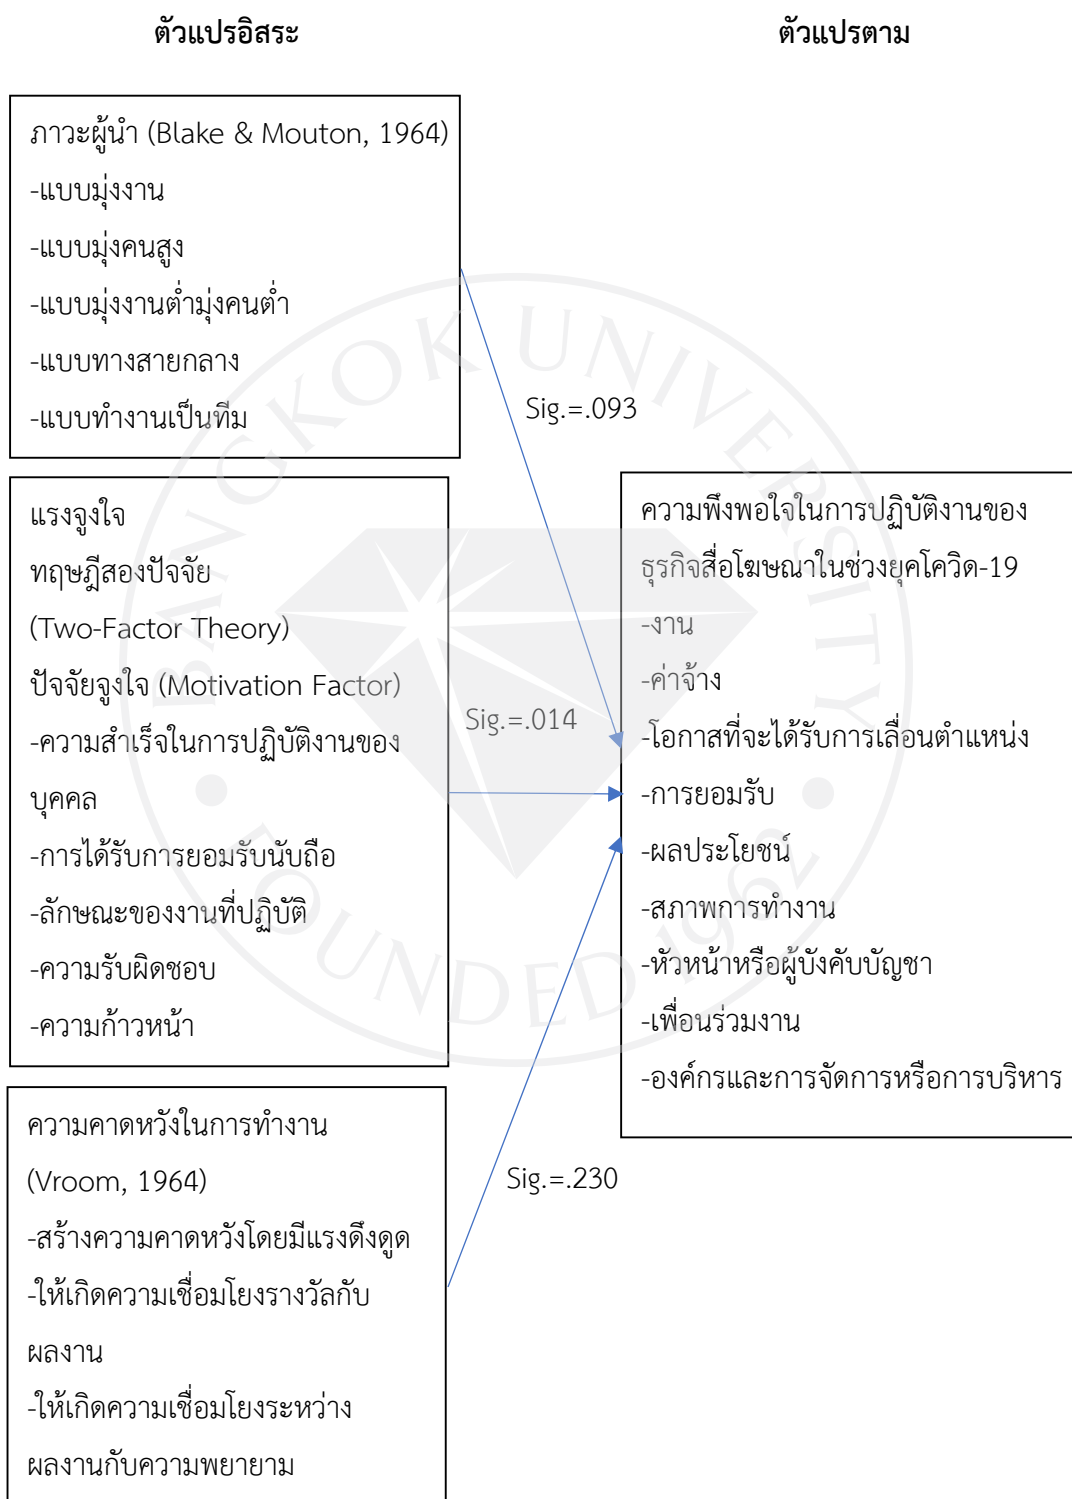 ตัวแปรอิสระ
ตัวแปรตาม
ภาวะผู้นำ (Blake & Mouton, 1964)
-แบบมุ่งงาน
-แบบมุ่งคนสูง
-แบบมุ่งงานต่ำมุ่งคนต่ำ
-แบบทางสายกลาง
-แบบทำงานเป็นทีม
Sig.=.093
แรงจูงใจ
ทฤษฎีสองปัจจัย
(Two-Factor Theory)
ปัจจัยจูงใจ (Motivation Factor)
-ความสำเร็จในการปฏิบัติงานของ
บุคคล
-การได้รับการยอมรับนับถือ
-ลักษณะของงานที่ปฏิบัติ
-ความรับผิดชอบ
-ความก้าวหน้า
Sig.=.014
ความพึงพอใจในการปฏิบัติงานของ
ธุรกิจสื่อโฆษณาในช่วงยุคโควิด-19
-งาน
-ค่าจ้าง
-โอกาสที่จะได้รับการเลื่อนตำแหน่ง
-การยอมรับ
-ผลประโยชน์
-สภาพการทำงาน
-หัวหน้าหรือผู้บังคับบัญชา
-เพื่อนร่วมงาน
-องค์กรและการจัดการหรือการบริหาร
ความคาดหวังในการทำงาน
(Vroom, 1964)
-สร้างความคาดหวังโดยมีแรงดึงดูด
-ให้เกิดความเชื่อมโยงรางวัลกับ
ผลงาน
-ให้เกิดความเชื่อมโยงระหว่าง
ผลงานกับความพยายาม
Sig.=.230
BANGKOK UNIVERSITY
FOUNDED 1962